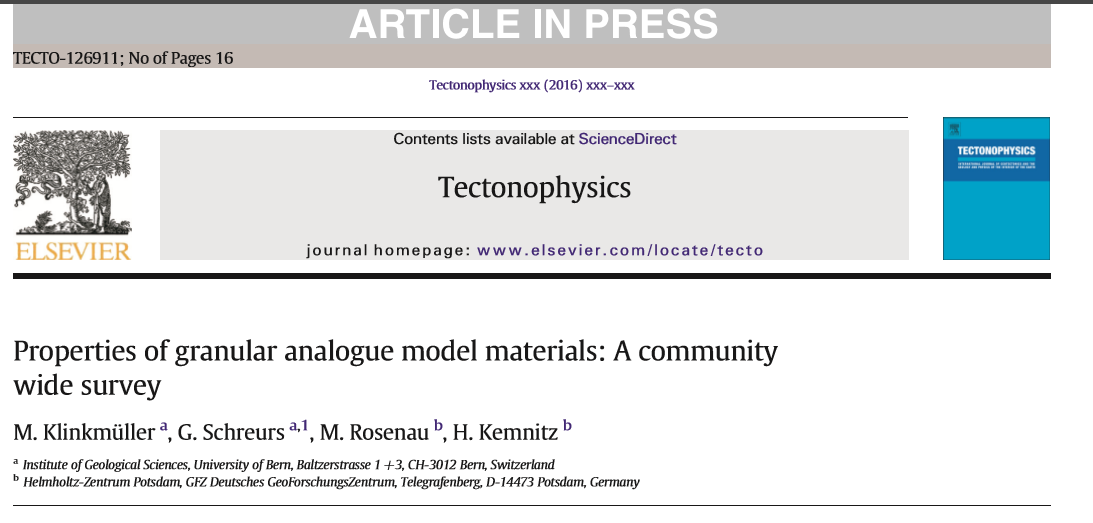 ARTICLE IN PRESS
TECTO-126911; No of Pages 16
Tectonophysics xxx (2016) xxx–xxx
Contents lists available at ScienceDirect
Tectonophysics
journal homepage: www.elsevier.com/locate/tecto
ELSEVIER
TECTONOPHYSICS
Properties of granular analogue model materials: A community
wide survey
M. Klinkmüller a, G. Schreurs a,1, M. Rosenau b, H. Kemnitz b
a Institute of Geological Sciences, University of Bern, Baltzerstrasse 1 +3, CH-3012 Bern, Switzerland
b Helmholtz-Zentrum Potsdam, GFZ Deutsches GeoForschungsZentrum, Telegrafenberg, D-14473 Potsdam, Germany